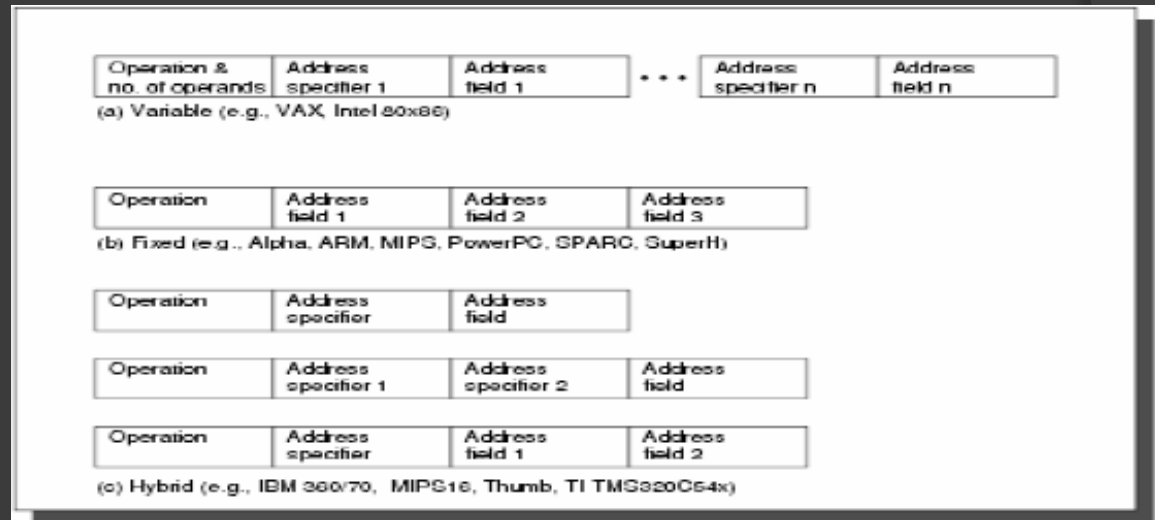 Operation & Address Address Address Address
no. of operands specifier 1 field 1 • • • specifier n field n
(a) Variable (e.g., VAX, Intel 80x86)
Operation Address Address Address
field 1 field 2 field 3
(b) Fixed (e.g., Alpha, ARM, MIPS, PowerPC, SPARC, SuperH)
Operation Address Address
specifier field
Operation Address Address Address
specifier 1 specifier 2 field
Operation Address Address Address
specifier field 1 field 2
(c) Hybrid (e.g., IBM 360/70, MIPS16, Thumb, TI TMS320C54x)